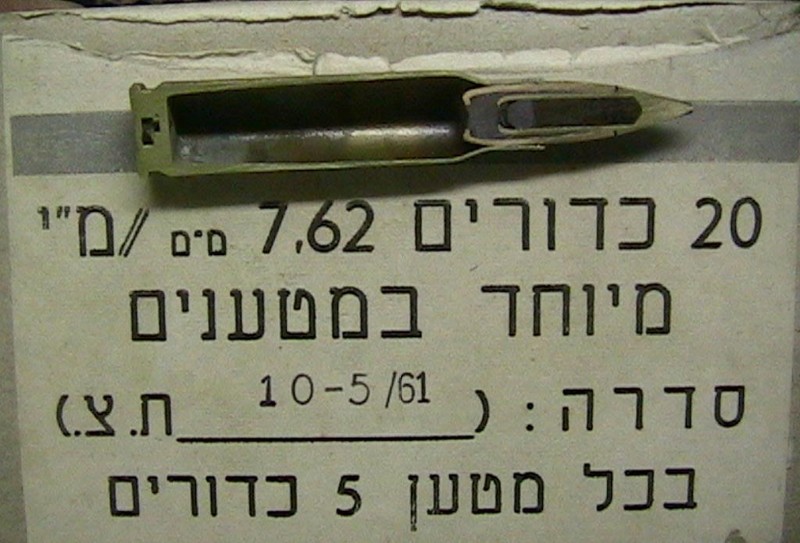 20 כדורים 7.62 מ״מ //מ״י
מיוחד במטענים
סדרה: (10-5/61 ת.צ.)
בכל מטען 5 כדורים